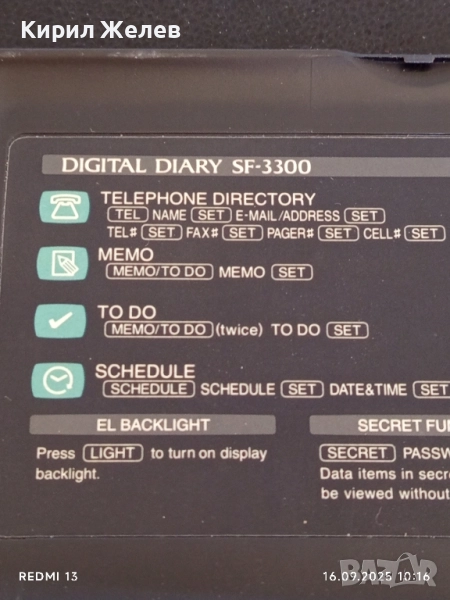 Кирил Желев
DIGITAL DIARY SF-3300
TELEPHONE DIRECTORY
TEL NAME SET E-MAIL/ADDRESS SET
TEL# SET FAX# SET PAGER# SET CELL# SET
MEMO
MEMO/TO DO MEMO SET
TO DO
MEMO/TO DO (twice) TO DO SET
SCHEDULE
SCHEDULE SCHEDULE SET DATE&TIME SET
EL BACKLIGHT
Press LIGHT to turn on display
backlight.
SECRET FU
SECRET PASSW
Data items in secre
be viewed without
BAZAR
REDMI 13
16.09.2025 10:16